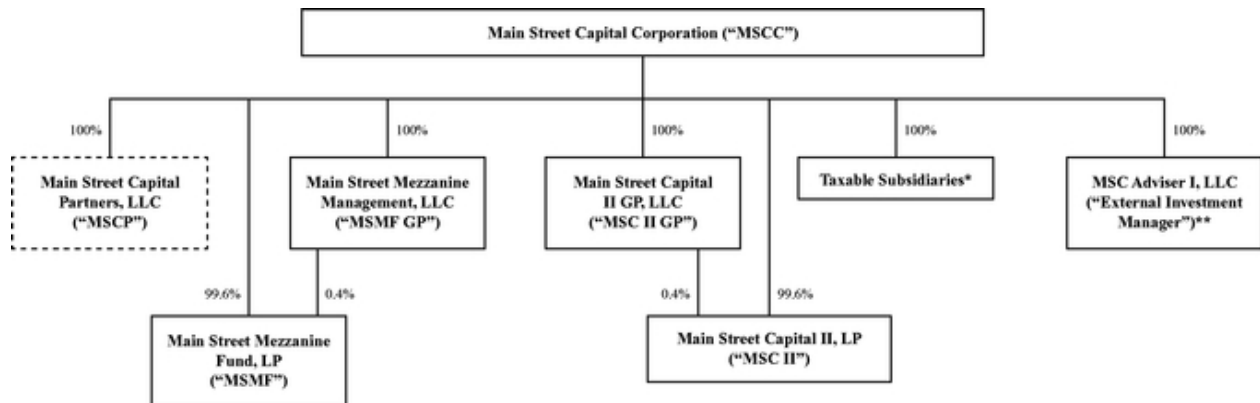 Main Street Capital Corporation (“MSCC”)
100%
100%
100%
100%
100%
Main Street Capital
Partners, LLC
(“MSCP”)
Main Street Mezzanine
Management, LLC
(“MSMF GP”)
Main Street Capital
II GP, LLC
(“MSC II GP”)
Taxable Subsidiaries*
MSC Adviser I, LLC
(“External Investment
Manager”)**
99.6%
0.4%
0.4%
99.6%
Main Street Mezzanine
Fund, LP
(“MSMF”)
Main Street Capital II, LP
(“MSC II”)